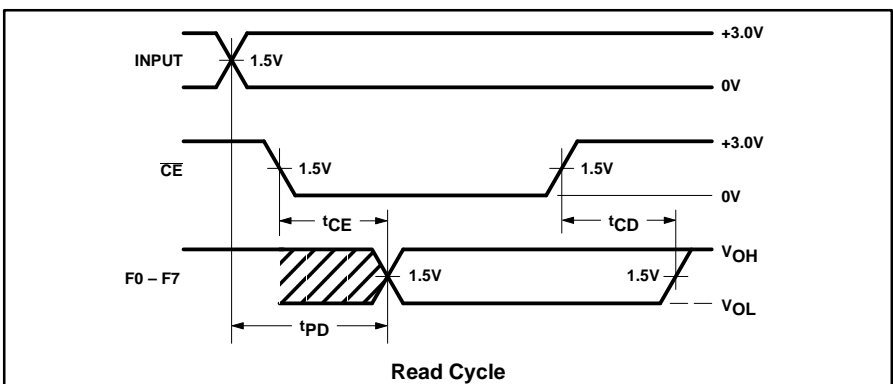 +3.0V
INPUT
1.5V
0V
+3.0V
CE
1.5V
1.5V
0V
tCE
tCD
VOH
F0 – F7
1.5V
1.5V
VOL
tPD
Read Cycle